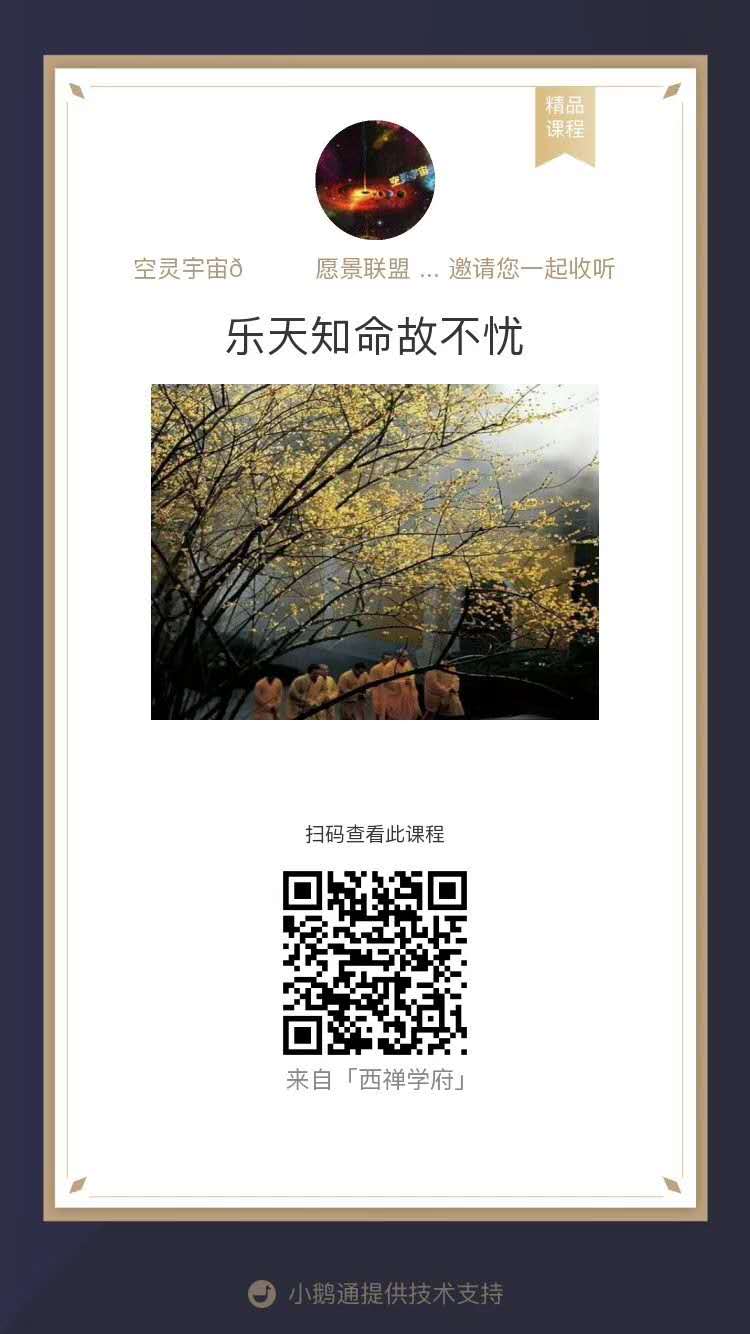 精品
课程
空灵宇宙
空灵宇宙ð 愿景联盟 ... 邀请您一起收听
乐天知命故不忧
扫码查看此课程
来自「西禅学府」
小鹅通提供技术支持